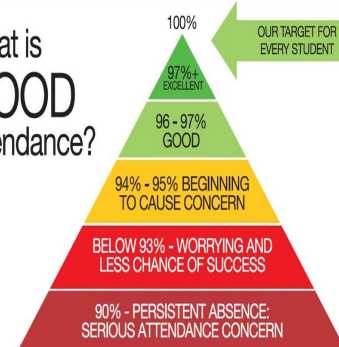 at is
OOD
endance?
100%
OUR TARGET FOR
EVERY STUDENT
97%+
EXCELLENT
96 - 97%
GOOD
94% - 95% BEGINNING
TO CAUSE CONCERN
BELOW 93% - WORRYING AND
LESS CHANCE OF SUCCESS
90% - PERSISTENT ABSENCE:
SERIOUS ATTENDANCE CONCERN